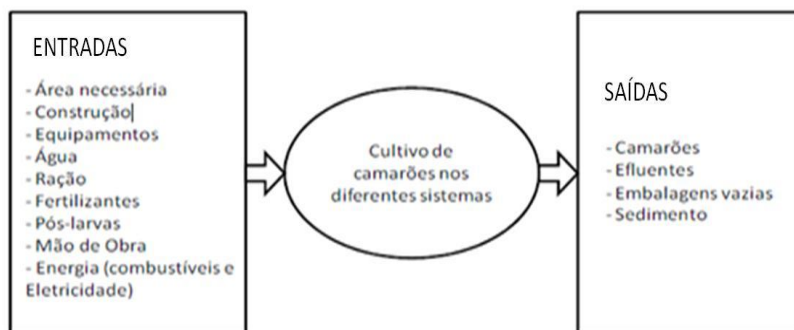 ENTRADAS
- Área necessária
- Construção
- Equipamentos
- Água
- Ração
- Fertilizantes
- Pós-larvas
- Mão de Obra
- Energia (combustíveis e
Eletricidade)
Cultivo de
camarões nos
diferentes sistemas
SAÍDAS
- Camarões
- Efluentes
- Embalagens vazias
- Sedimento